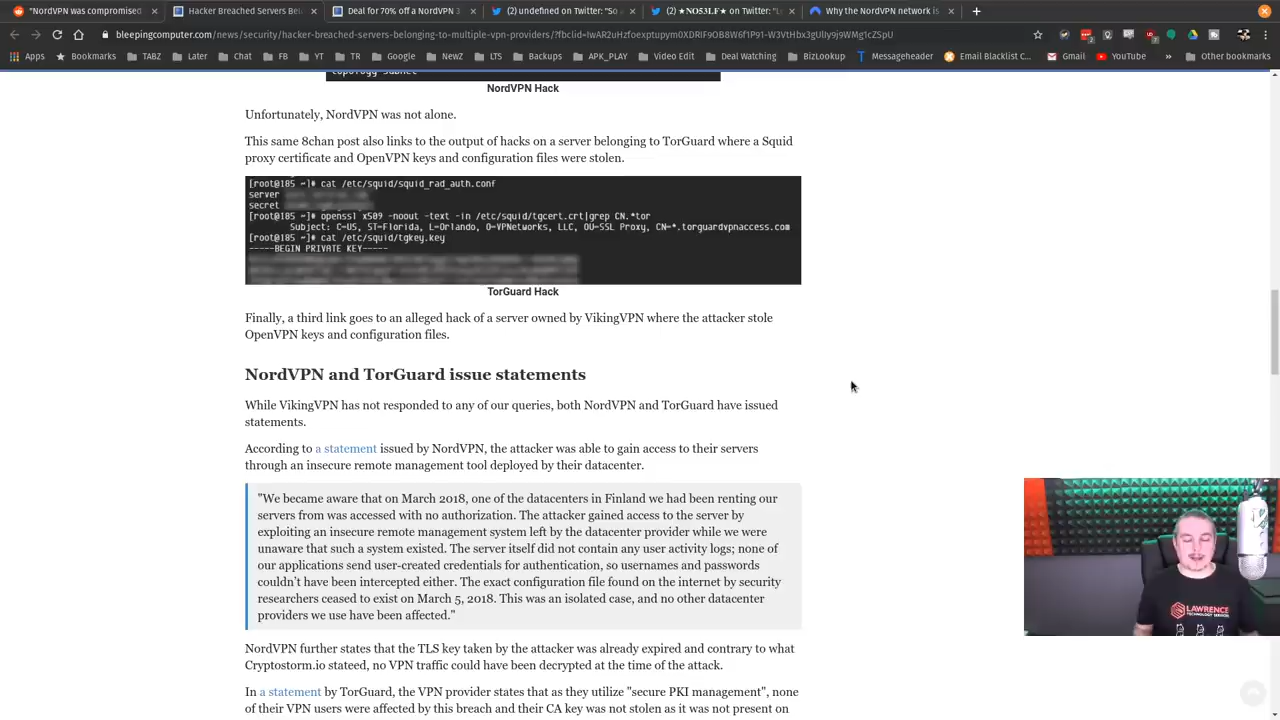 "NordVPN was compromised
Hacker Breached Servers Bel
Deal for 70% off a NordVPN 3
(2) undefined on Twitter: "So a
(2) ★NO53LF★ on Twitter: "L
Why the NordVPN network is
bleepingcomputer.com/news/security/hacker-breached-servers-belonging-to-multiple-vpn-providers/?fbclid=
Apps
Bookmarks
TABZ
Later
Chat
FB
YT
TR
Google
NewZ
LTS
Backups
APK_PLAY
Video Edit
Deal Watching
BizLookup
Messageheader
Email Blacklist C...
Gmail
YouTube
»
Other bookmarks
topology subnet
NordVPN Hack
Unfortunately, NordVPN was not alone.
This same 8chan post also links to the output of hacks on a server belonging to TorGuard where a Squid
proxy certificate and OpenVPN keys and configuration files were stolen.
[root@185 ~]# cat /etc/squid/squid_rad_auth.conf
server
secret
[root@185 ~]# openssl x509 -noout -text -in /etc/squid/tgcert.crt|grep CN.*tor
Subject: C=US, ST=Florida, L=Orlando, O=VPNetworks, LLC, OU=SSL Proxy, CN=*.torguardvpnaccess.com
[root@185 ~]# cat /etc/squid/tgkey.key
-----BEGIN PRIVATE KEY-----
TorGuard Hack
Finally, a third link goes to an alleged hack of a server owned by VikingVPN where the attacker stole
OpenVPN keys and configuration files.
NordVPN and TorGuard issue statements
While VikingVPN has not responded to any of our queries, both NordVPN and TorGuard have issued
statements.
According to a statement issued by NordVPN, the attacker was able to gain access to their servers
through an insecure remote management tool deployed by their datacenter.
"We became aware that on March 2018, one of the datacenters in Finland we had been renting our
servers from was accessed with no authorization. The attacker gained access to the server by
exploiting an insecure remote management system left by the datacenter provider while we were
unaware that such a system existed. The server itself did not contain any user activity logs; none of
our applications send user-created credentials for authentication, so usernames and passwords
couldn't have been intercepted either. The exact configuration file found on the internet by security
researchers ceased to exist on March 5, 2018. This was an isolated case, and no other datacenter
providers we use have been affected."
NordVPN further states that the TLS key taken by the attacker was already expired and contrary to what
Cryptostorm.io stateed, no VPN traffic could have been decrypted at the time of the attack.
In a statement by TorGuard, the VPN provider states that as they utilize "secure PKI management", none
of their VPN users were affected by this breach and their CA key was not stolen as it was not present on
LAWRENCE